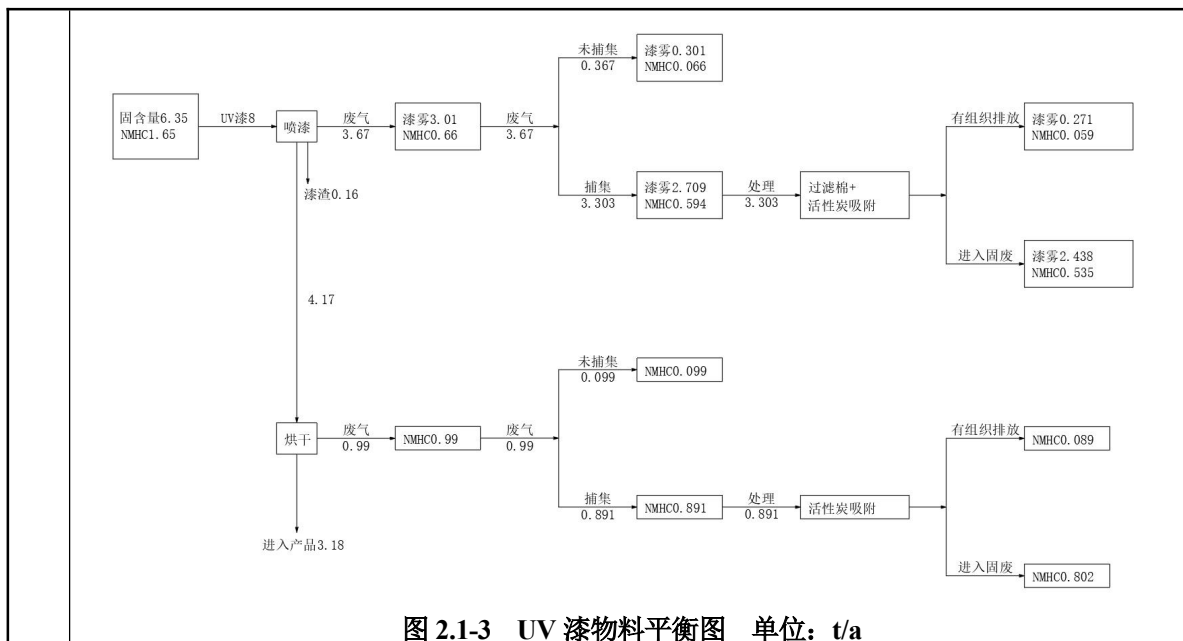 未捕集
0.367
漆雾0.301
NMHC0.066
固含量6.35
NMHC1.65
UV漆8
喷漆
废气
3.67
漆雾3.01
NMHC0.66
废气
3.67
漆渣0.16
捕集
3.303
漆雾2.709
NMHC0.594
处理
3.303
过滤棉+
活性炭吸附
有组织排放
漆雾0.271
NMHC0.059
进入固废
漆雾2.438
NMHC0.535
4.17
未捕集
0.099
NMHC0.099
烘干
废气
0.99
NMHC0.99
废气
0.99
捕集
0.891
NMHC0.891
处理
0.891
活性炭吸附
有组织排放
NMHC0.089
进入固废
NMHC0.802
进入产品3.18
图 2.1-3 UV 漆物料平衡图 单位：t/a